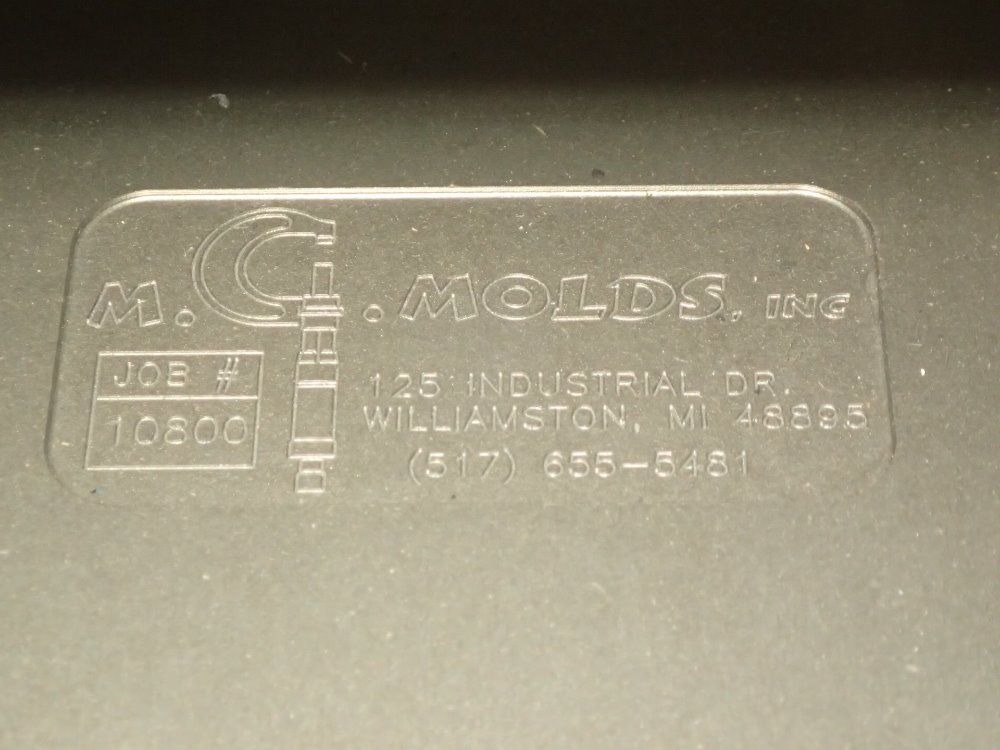 M.C. MOLDS, INC
JOB #
10800
125 INDUSTRIAL DR.
WILLIAMSTON, MI 48895
(517) 655-5481